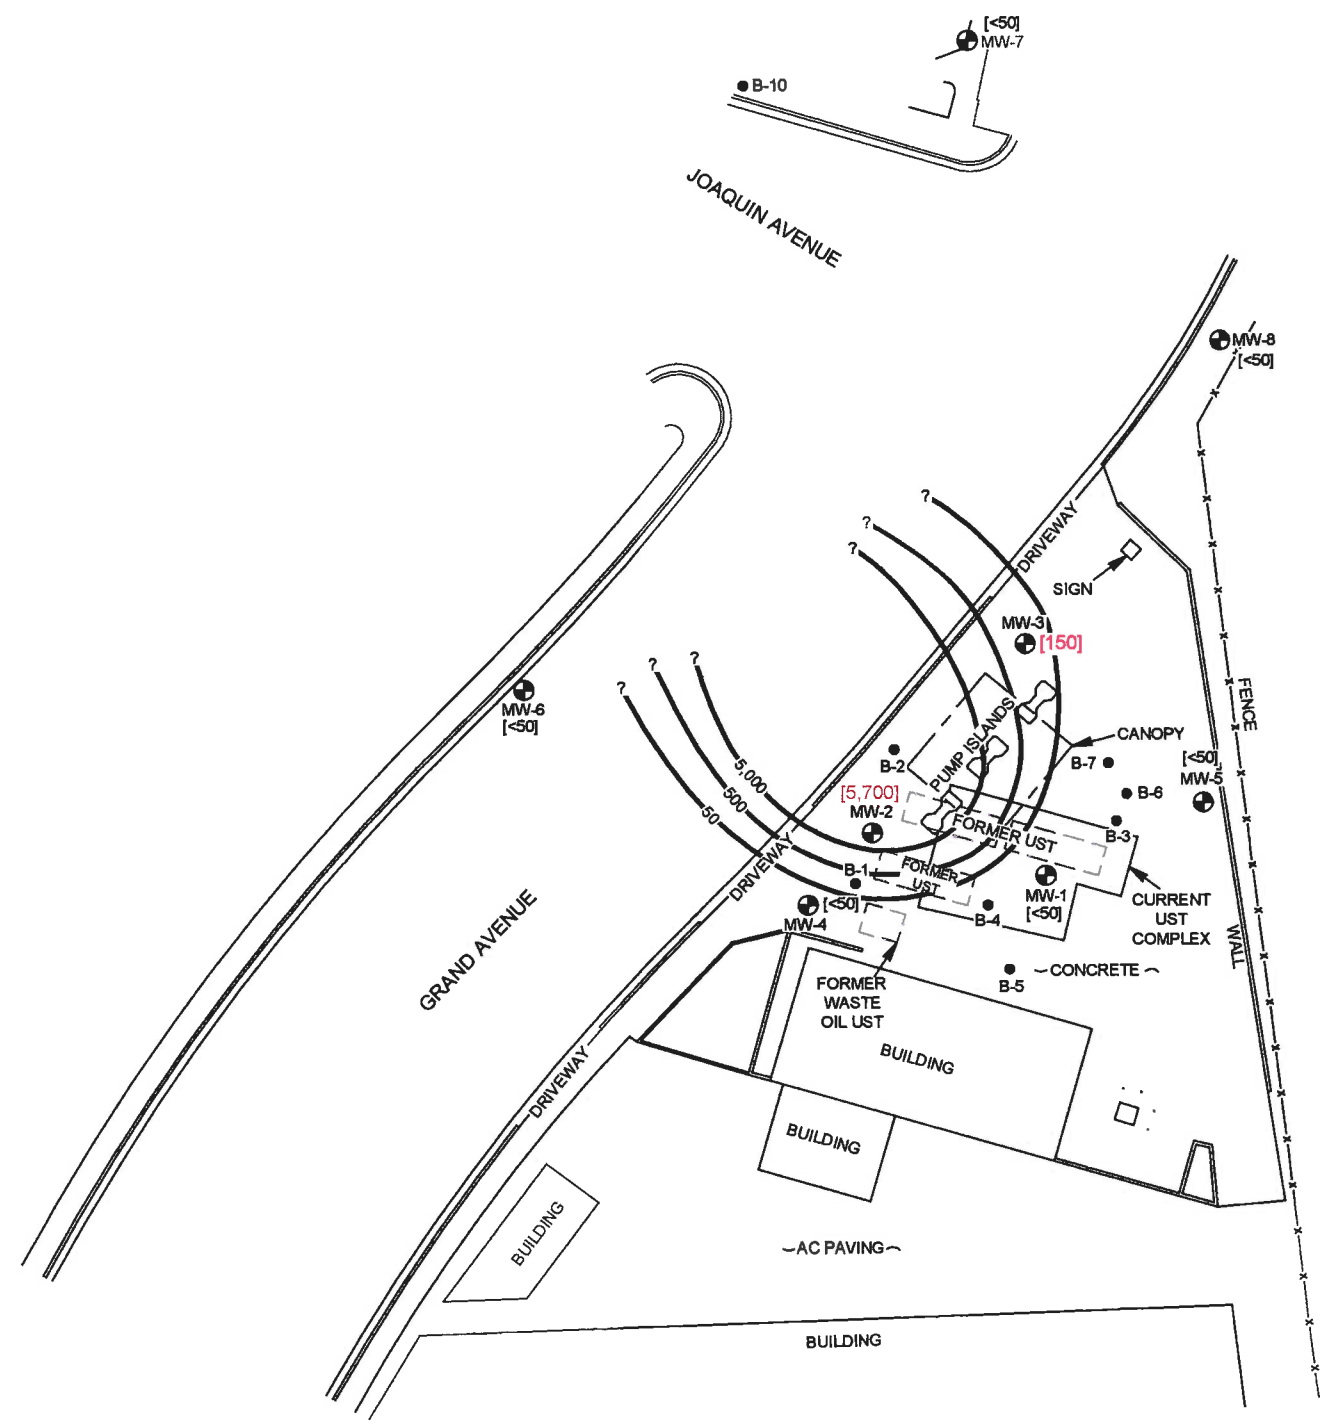 [<50]
MW-7
B-10
JOAQUIN AVENUE
MW-8
[<50]
?
?
?
DRIVEWAY
SIGN
MW-3
[150]
?
?
?
MW-6
[<50]
FENCE
PUMP ISLANDS
CANOPY
B-2
B-7
[<50]
MW-5
5,000
500
50
[5,700]
MW-2
B-6
B-3
FORMER UST
DRIVEWAY
B-1
FORMER
UST
[<50]
MW-4
B-4
MW-1
[<50]
CURRENT
UST
COMPLEX
WALL
GRAND AVENUE
B-5
CONCRETE
FORMER
WASTE
OIL UST
BUILDING
DRIVEWAY
BUILDING
BUILDING
AC PAVING
BUILDING